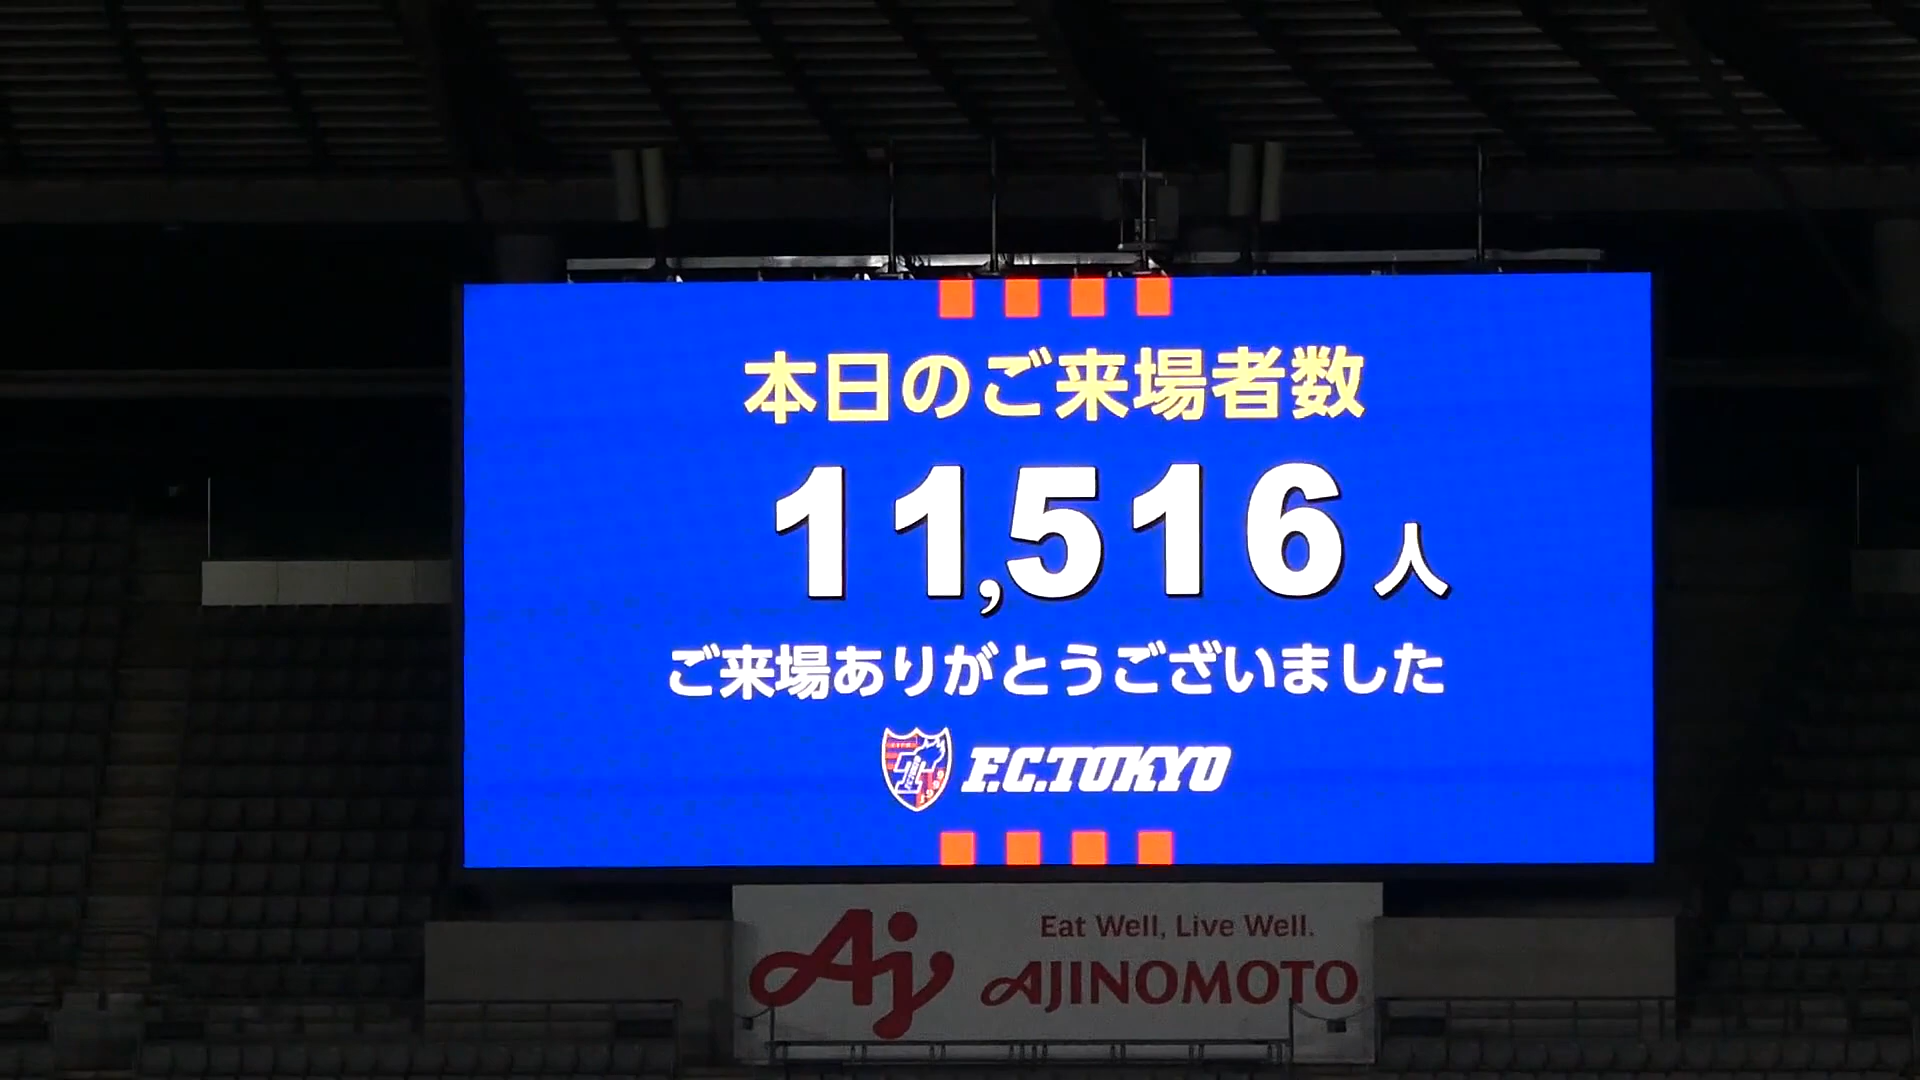 本日のご来場者数
11,516人
ご来場ありがとうございました
F.C.TOKYO
Eat Well, Live Well.
Aj
AJINOMOTO